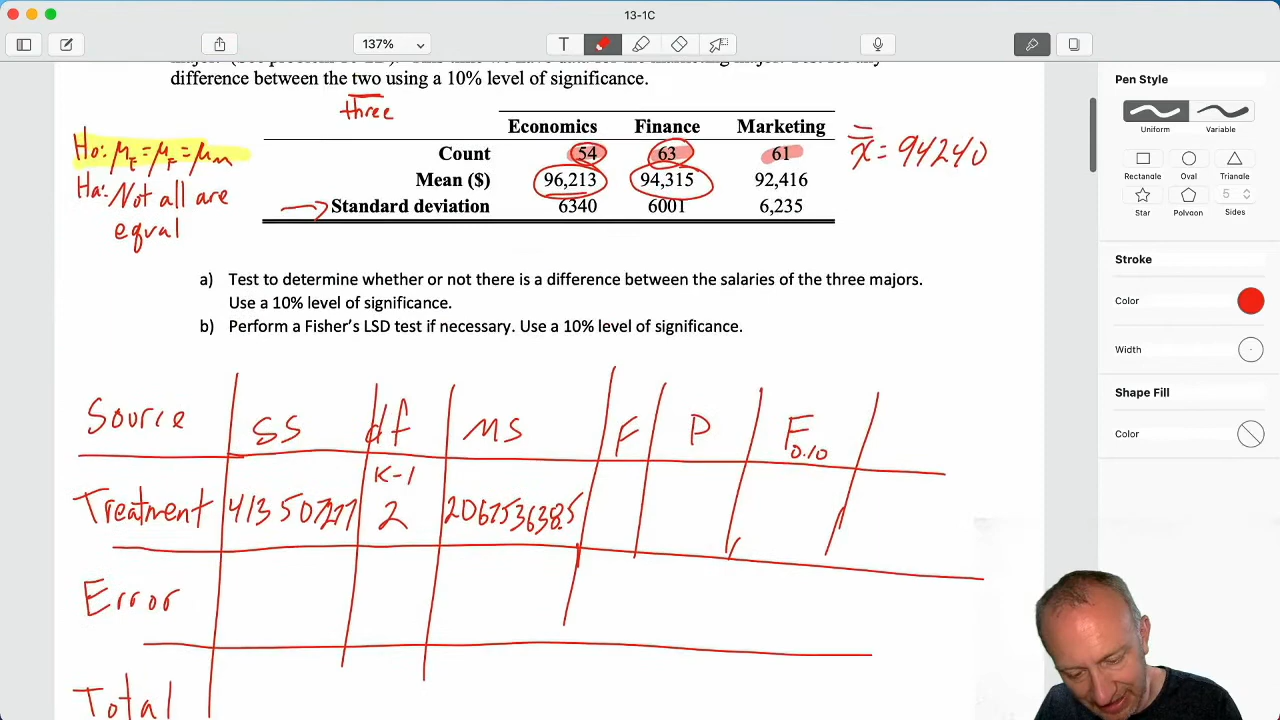 13-1C
137%
T
difference between the two using a 10% level of significance.
three
Economics Finance Marketing
Count 54 63 61
Mean ($) 96,213 94,315 92,416
Standard deviation 6340 6001 6,235
x̿ = 94240
Ho: μE = μF = μm
Ha: Not all are
equal
a) Test to determine whether or not there is a difference between the salaries of the three majors.
Use a 10% level of significance.
b) Perform a Fisher's LSD test if necessary. Use a 10% level of significance.
Source SS df MS F P F0.10
K-1
Treatment 413507277 2 206753638.5
Error
Total
Pen Style
Uniform Variable
Rectangle Oval Triangle
5
Star Polygon Sides
Stroke
Color
Width
Shape Fill
Color